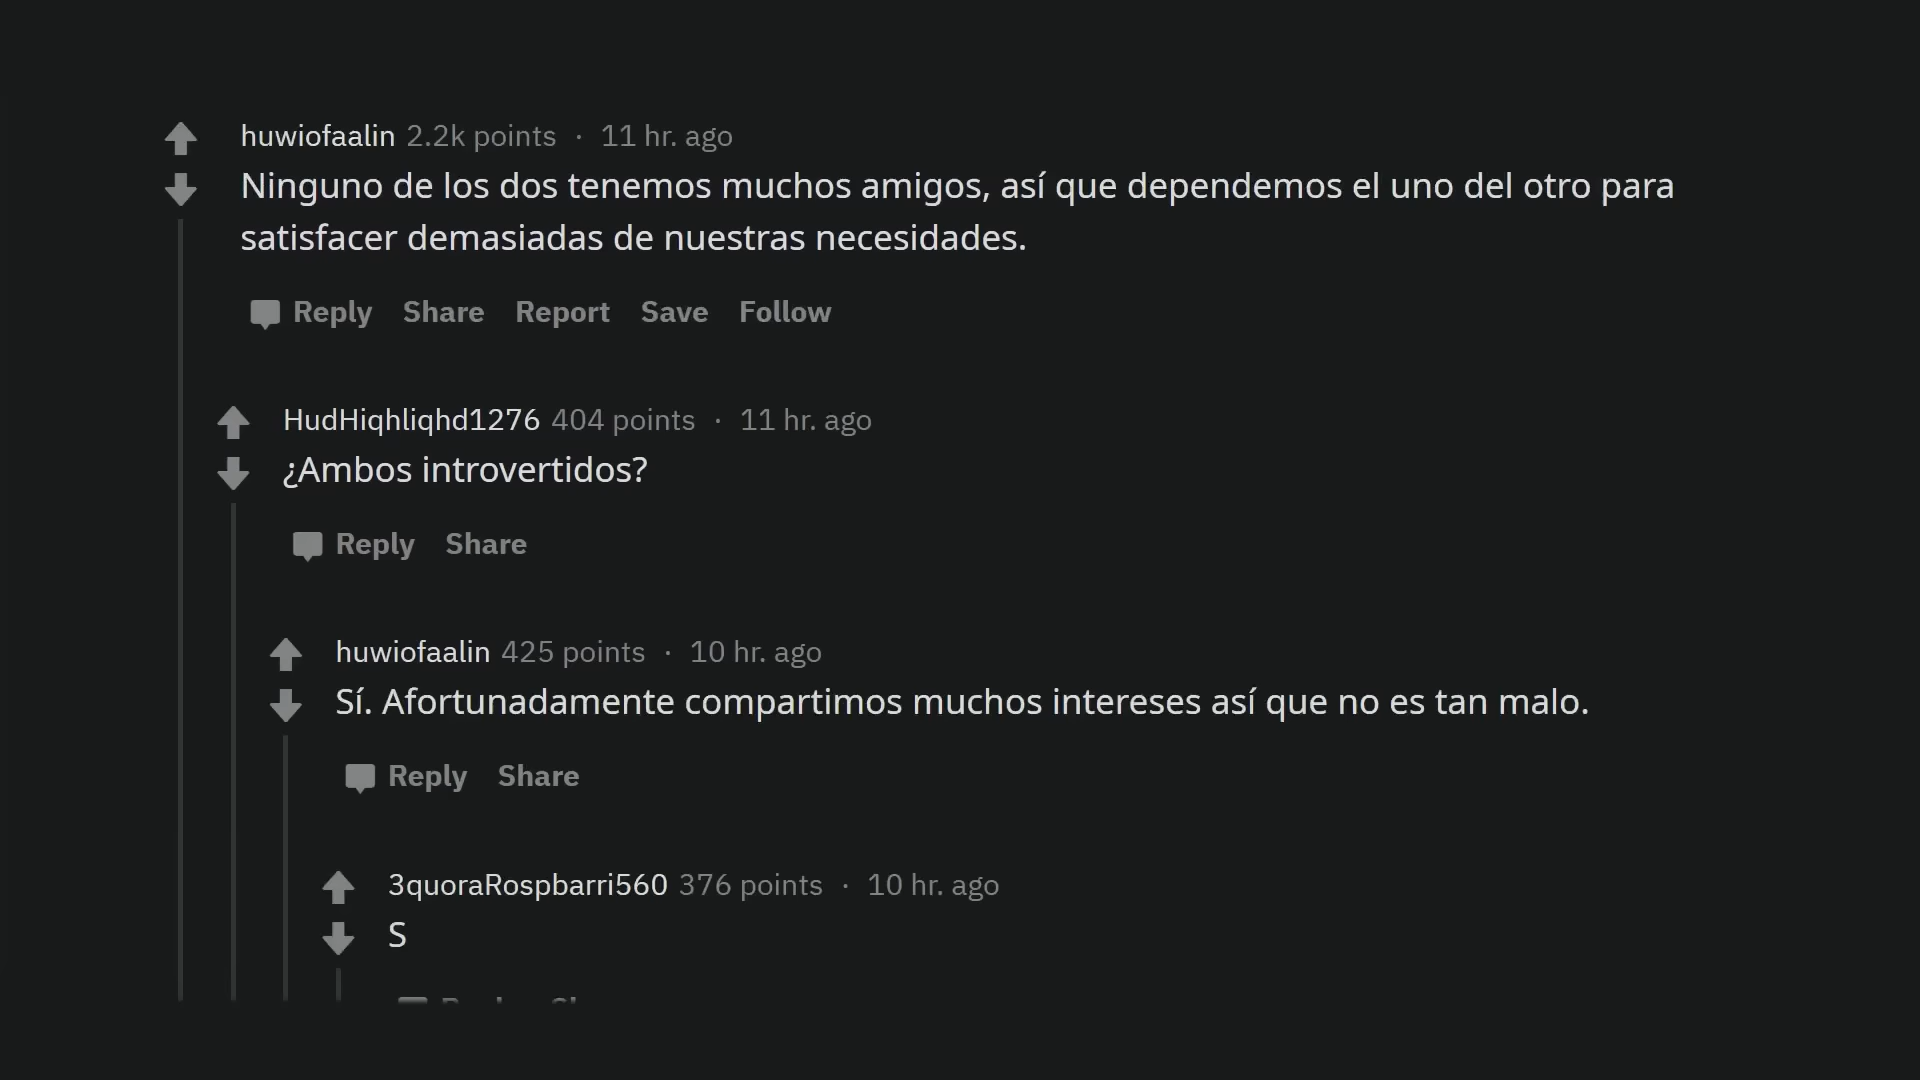 huwiofaalin 2.2k points · 11 hr. ago
Ninguno de los dos tenemos muchos amigos, así que dependemos el uno del otro para
satisfacer demasiadas de nuestras necesidades.
Reply Share Report Save Follow
HudHiqhliqhd1276 404 points · 11 hr. ago
¿Ambos introvertidos?
Reply Share
huwiofaalin 425 points · 10 hr. ago
Sí. Afortunadamente compartimos muchos intereses así que no es tan malo.
Reply Share
3quoraRospbarri560 376 points · 10 hr. ago
S